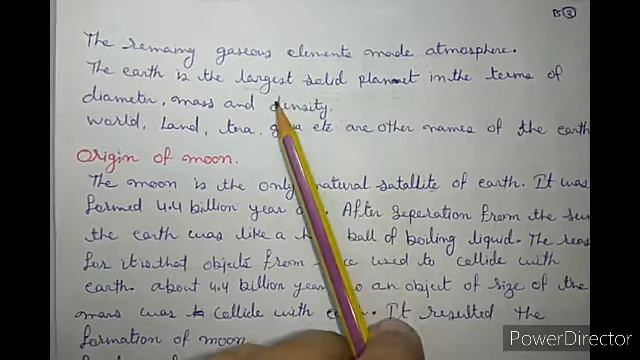 B ②
The remaing gaseous elements made atmosphere.
The earth is the largest solid planet in the terms of
diameter, mass and density.
world, Land, etc are other names of the earth
Origin of moon.
The moon is the only natural satallite of earth. It was
formed 4.4 billion year. After seperation from the sun
the earth was like a ball of boiling liquid. The reas
for it is that objects from used to collide with
earth. about 4.4 billion year an object of size of the
mars was to collide with. It resulted the
formation of moon.
PowerDirector